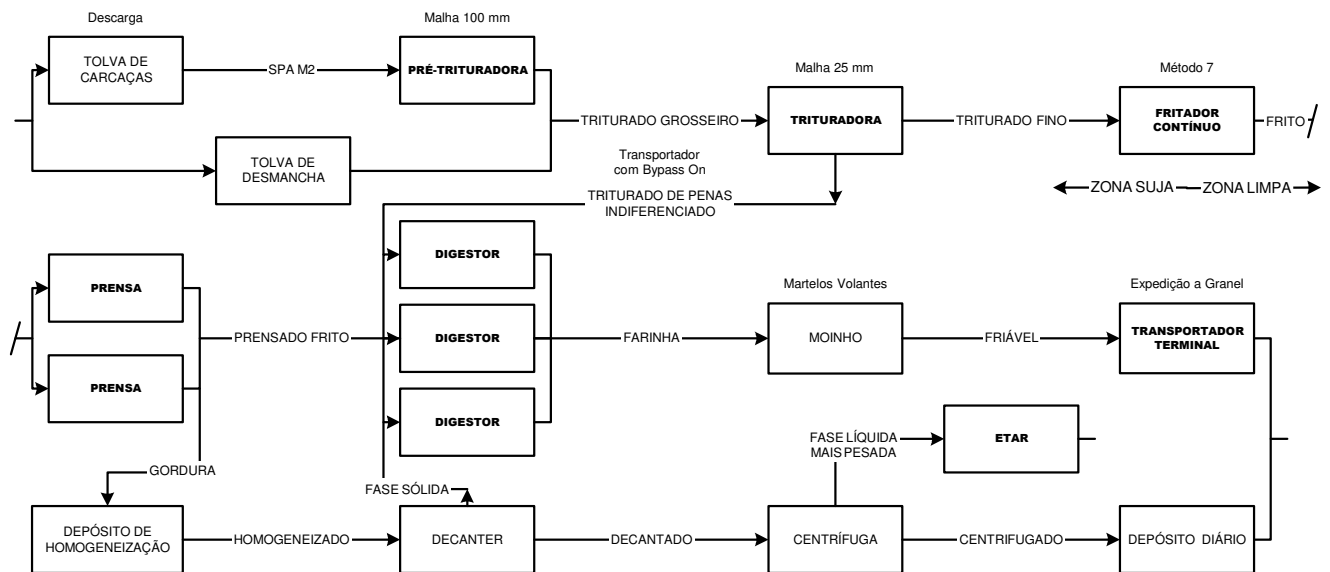 Descarga
Malha 100 mm
TOLVA DE
CARCAÇAS
SPA M2
PRÉ-TRITURADORA
Malha 25 mm
Método 7
TRITURADO GROSSEIRO
TRITURADORA
TRITURADO FINO
FRITADOR
CONTÍNUO
FRITO
TOLVA DE
DESMANCHA
Transportador
com Bypass On
TRITURADO DE PENAS
INDIFERENCIADO
ZONA SUJA
ZONA LIMPA
PRENSA
DIGESTOR
Martelos Volantes
Expedição a Granel
PRENSADO FRITO
DIGESTOR
FARINHA
MOINHO
FRIÁVEL
TRANSPORTADOR
TERMINAL
PRENSA
DIGESTOR
FASE LÍQUIDA
MAIS PESADA
ETAR
GORDURA
FASE SÓLIDA
DEPÓSITO DE
HOMOGENEIZAÇÃO
HOMOGENEIZADO
DECANTER
DECANTADO
CENTRÍFUGA
CENTRIFUGADO
DEPÓSITO DIÁRIO